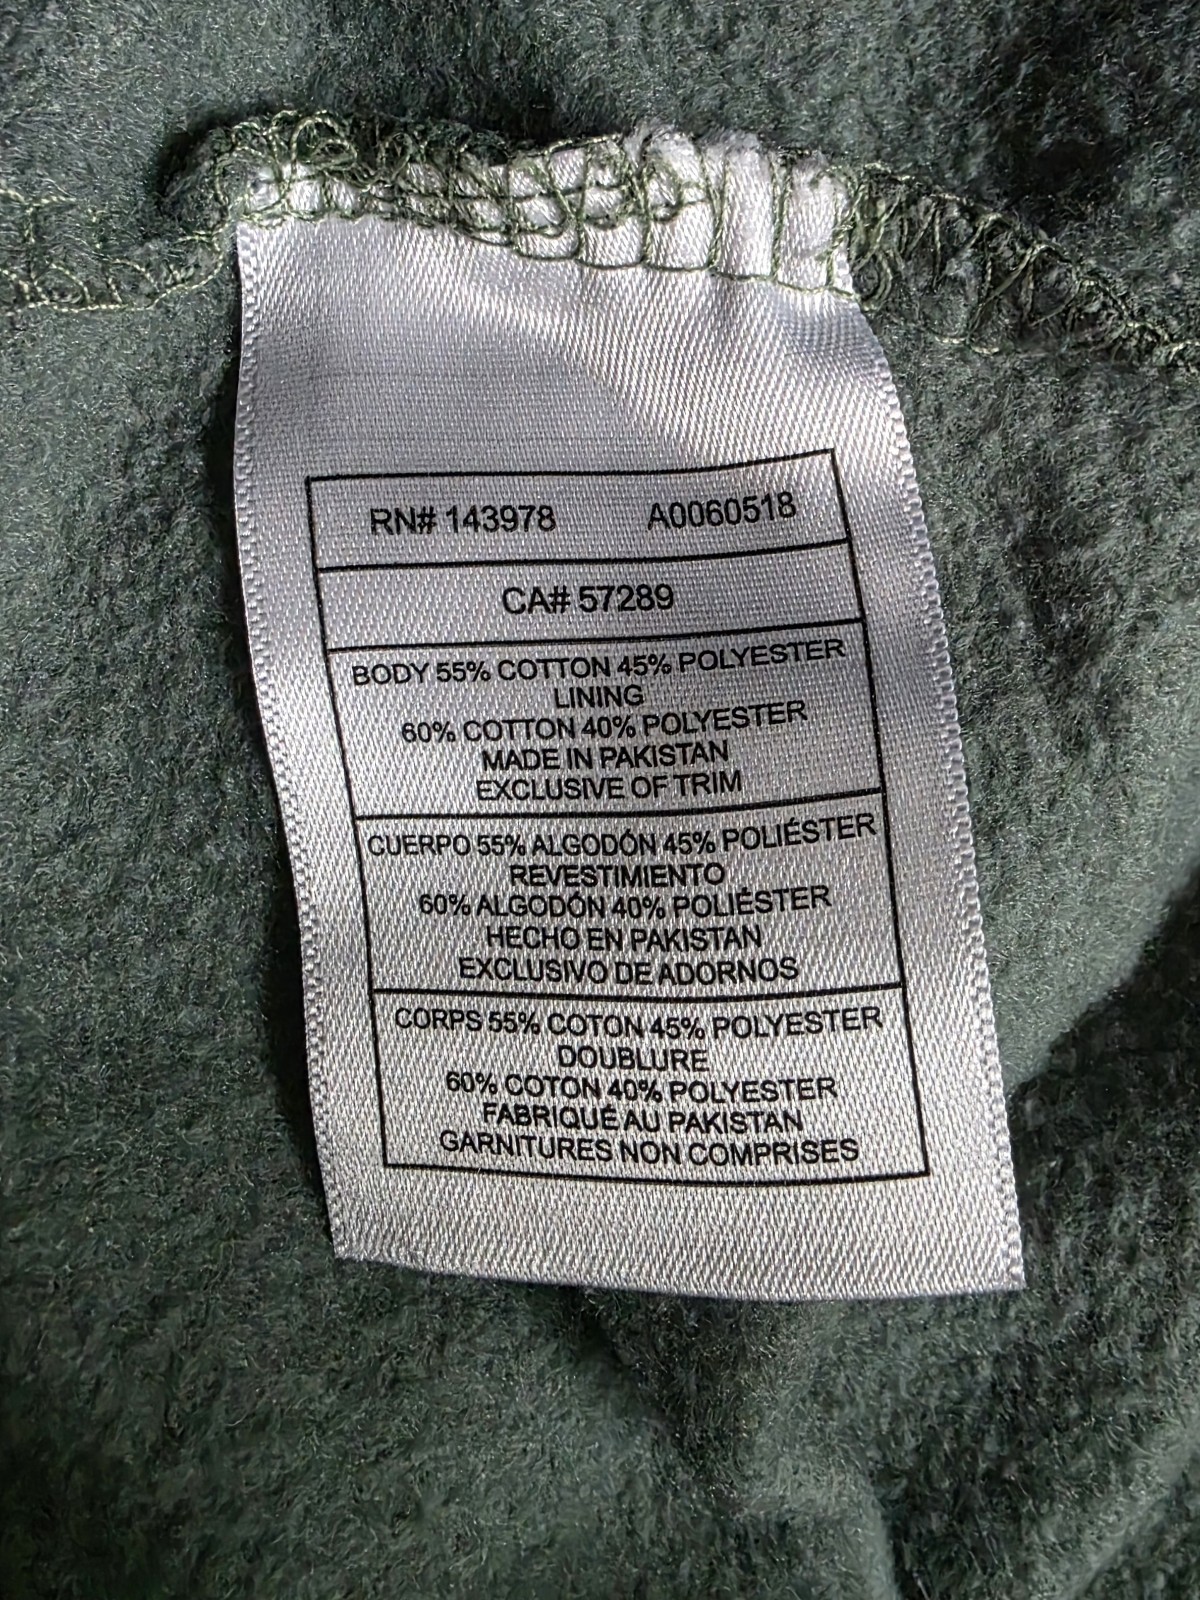 RN# 143978 A0060518
CA# 57289
BODY 55% COTTON 45% POLYESTER
LINING
60% COTTON 40% POLYESTER
MADE IN PAKISTAN
EXCLUSIVE OF TRIM
CUERPO 55% ALGODÓN 45% POLIÉSTER
REVESTIMIENTO
60% ALGODÓN 40% POLIÉSTER
HECHO EN PAKISTAN
EXCLUSIVO DE ADORNOS
CORPS 55% COTON 45% POLYESTER
DOUBLURE
60% COTON 40% POLYESTER
FABRIQUÉ AU PAKISTAN
GARNITURES NON COMPRISES